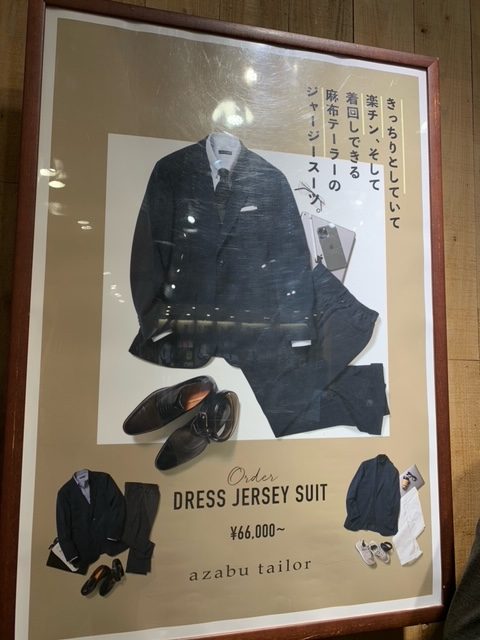 きっちりとしていて
楽チン、そして
着回しできる
麻布テーラーの
ジャージースーツ
Order
DRESS JERSEY SUIT
¥66,000~
azabu tailor